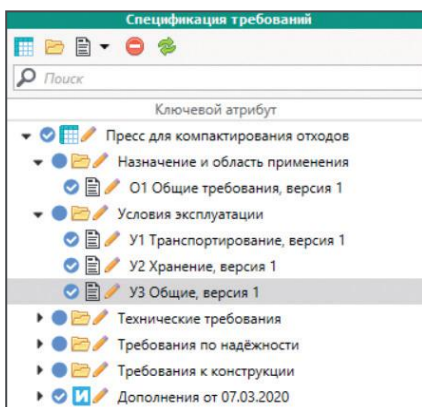 Спецификация требований
Поиск
Ключевой атрибут
Пресс для компактирования отходов
Назначение и область применения
О1 Общие требования, версия 1
Условия эксплуатации
У1 Транспортирование, версия 1
У2 Хранение, версия 1
У3 Общие, версия 1
Технические требования
Требования по надёжности
Требования к конструкции
И Дополнения от 07.03.2020